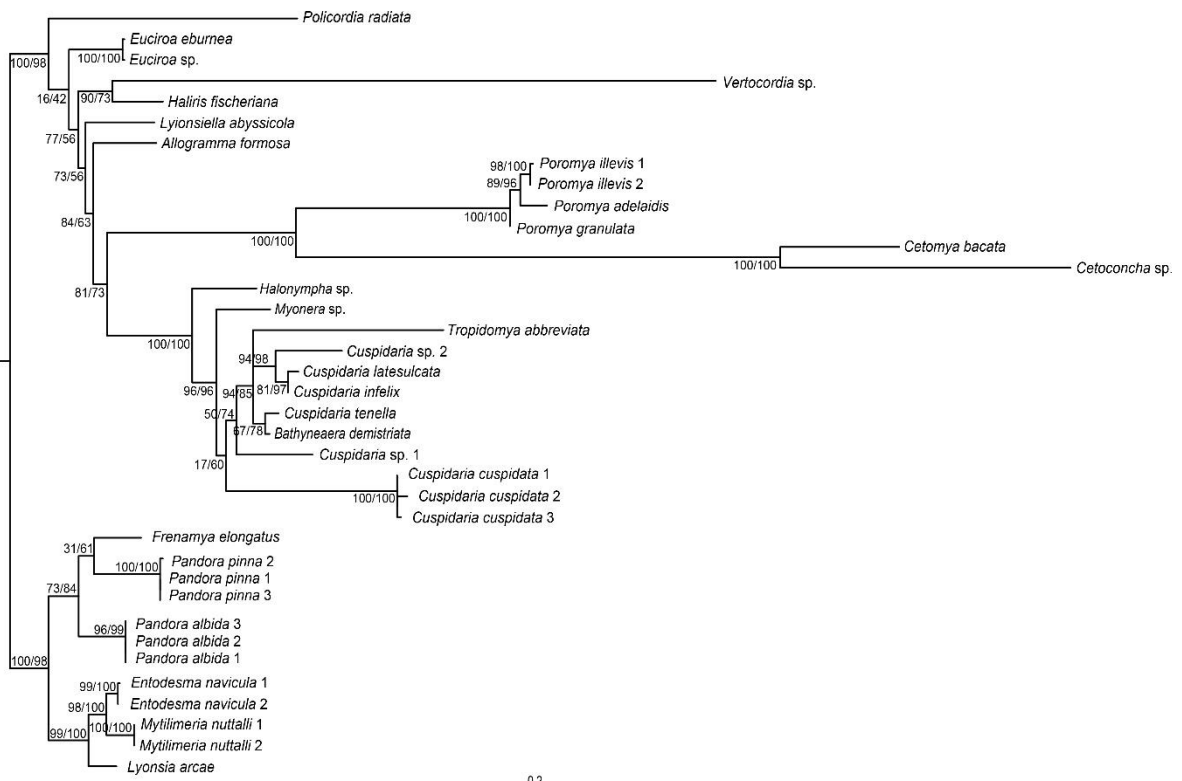 Policordia radiata
Euciroa eburnea
100/98
100/100
Euciroa sp.
Vertocordia sp.
16/42
90/73
Haliris fischeriana
Lyionsiella abyssicola
77/56
Allogramma formosa
98/100
Poromya illevis 1
73/56
89/96
Poromya illevis 2
Poromya adelaidis
84/63
100/100
Poromya granulata
100/100
Cetomya bacata
100/100
Cetoconcha sp.
81/73
Halonympha sp.
Myonera sp.
Tropidomya abbreviata
100/100
Cuspidaria sp. 2
94/98
Cuspidaria latesulcata
96/96
94/85
81/97
Cuspidaria infelix
50/74
Cuspidaria tenella
67/78
Bathyneaera demistriata
Cuspidaria sp. 1
17/60
Cuspidaria cuspidata 1
100/100
Cuspidaria cuspidata 2
Cuspidaria cuspidata 3
Frenamya elongatus
31/61
Pandora pinna 2
100/100
Pandora pinna 1
73/84
Pandora pinna 3
Pandora albida 3
96/99
Pandora albida 2
100/98
Pandora albida 1
Entodesma navicula 1
99/100
Entodesma navicula 2
98/100
Mytilimeria nuttalli 1
100/100
99/100
Mytilimeria nuttalli 2
Lyonsia arcae
0.2